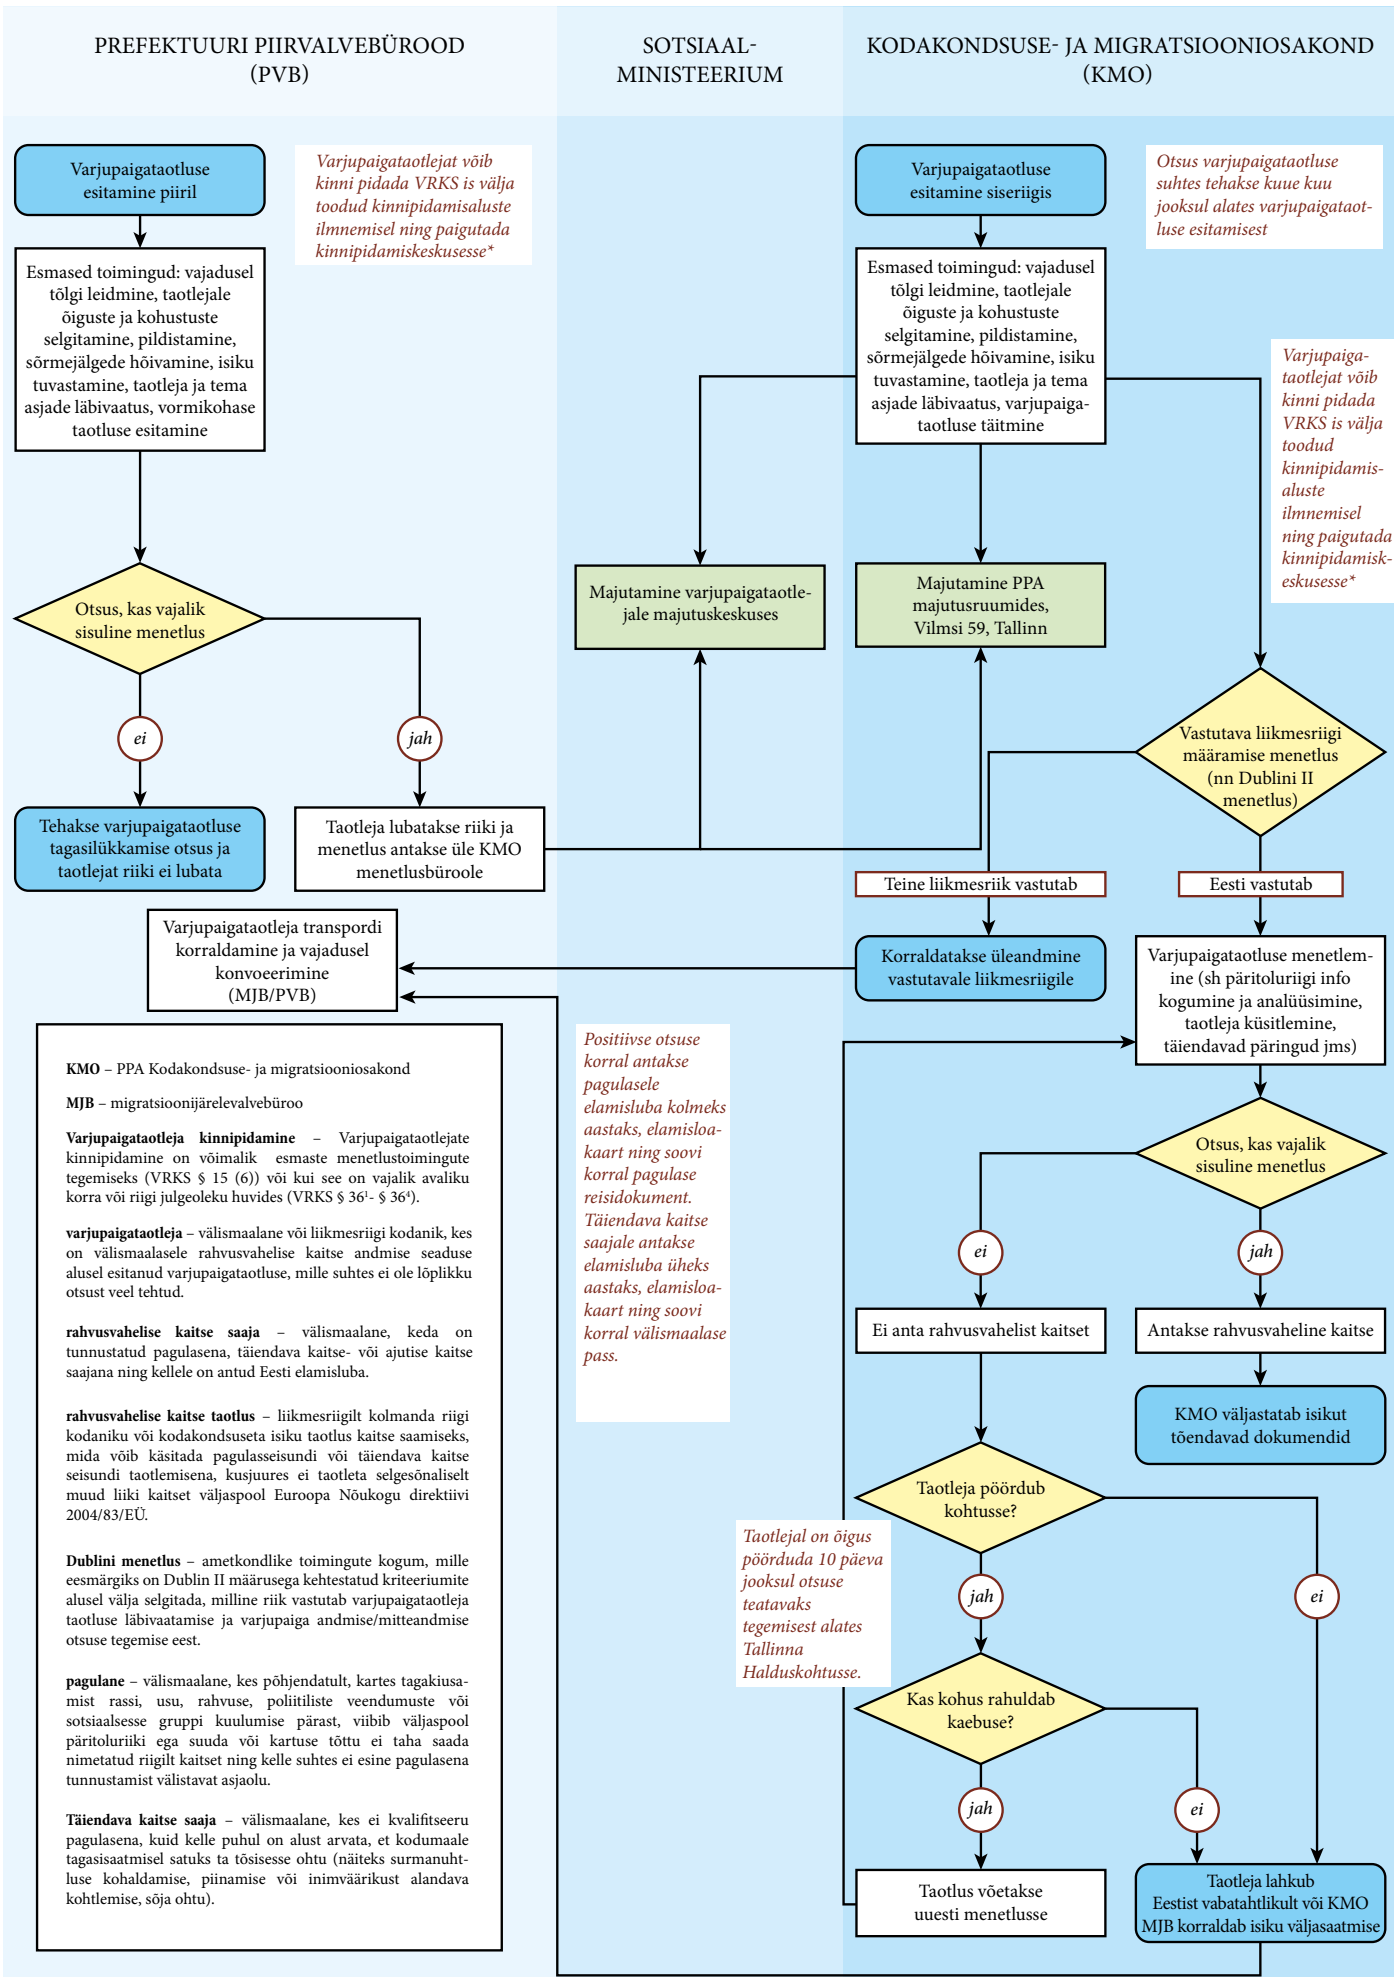 PREFEKTUURI PIIRVALVEBÜROOD
(PVB)
SOTSIAAL-
MINISTEERIUM
KODAKONDSUSE- JA MIGRATSIOONIOSAKOND
(KMO)
Varjupaigataotluse
esitamine piiril
Varjupaigataotlejat võib
kinni pidada VRKS is välja
toodud kinnipidamisaluste
ilmnemisel ning paigutada
kinnipidamiskeskusesse*
Varjupaigataotluse
esitamine siseriigis
Otsus varjupaigataotluse
suhtes tehakse kuue kuu
jooksul alates varjupaigataot-
luse esitamisest
Esmased toimingud: vajadusel
tõlgi leidmine, taotlejale
õiguste ja kohustuste
selgitamine, pildistamine,
sõrmejälgede hõivamine, isiku
tuvastamine, taotleja ja tema
asjade läbivaatus, vormikohase
taotluse esitamine
Esmased toimingud: vajadusel
tõlgi leidmine, taotlejale
õiguste ja kohustuste
selgitamine, pildistamine,
sõrmejälgede hõivamine, isiku
tuvastamine, taotleja ja tema
asjade läbivaatus, varjupaiga-
taotluse täitmine
Varjupaiga-
taotlejat võib
kinni pidada
VRKS is välja
toodud
kinnipidamis-
aluste
ilmnemisel
ning paigutada
kinnipidamisk-
eskusesse*
Otsus, kas vajalik
sisuline menetlus
Majutamine varjupaigataotle-
jale majutuskeskuses
Majutamine PPA
majutusruumides,
Vilmsi 59, Tallinn
ei
jah
Vastutava liikmesriigi
määramise menetlus
(nn Dublini II
menetlus)
Tehakse varjupaigataotluse
tagasilükkamise otsus ja
taotlejat riiki ei lubata
Taotleja lubatakse riiki ja
menetlus antakse üle KMO
menetlusbüroole
Teine liikmesriik vastutab
Eesti vastutab
Varjupaigataotleja transpordi
korraldamine ja vajadusel
konvoeerimine
(MJB/PVB)
Korraldatakse üleandmine
vastutavale liikmesriigile
Varjupaigataotluse menetlem-
ine (sh päritoluriigi info
kogumine ja analüüsimine,
taotleja küsitlemine,
täiendavad päringud jms)
KMO – PPA Kodakondsuse- ja migratsiooniosakond
MJB – migratsioonijärelevalvebüroo
Varjupaigataotleja kinnipidamine – Varjupaigataotlejate
kinnipidamine on võimalik esmaste menetlustoimingute
tegemiseks (VRKS § 15 (6)) või kui see on vajalik avaliku
korra või riigi julgeoleku huvides (VRKS § 36¹- § 36⁴).
varjupaigataotleja – välismaalane või liikmesriigi kodanik, kes
on välismaalasele rahvusvahelise kaitse andmise seaduse
alusel esitanud varjupaigataotluse, mille suhtes ei ole lõplikku
otsust veel tehtud.
rahvusvahelise kaitse saaja – välismaalane, keda on
tunnustatud pagulasena, täiendava kaitse- või ajutise kaitse
saajana ning kellele on antud Eesti elamisluba.
rahvusvahelise kaitse taotlus – liikmesriigilt kolmanda riigi
kodaniku või kodakondsuseta isiku taotlus kaitse saamiseks,
mida võib käsitada pagulasseisundi või täiendava kaitse
seisundi taotlemisena, kusjuures ei taotleta selgesõnaliselt
muud liiki kaitset väljaspool Euroopa Nõukogu direktiivi
2004/83/EÜ.
Dublini menetlus – ametkondlike toimingute kogum, mille
eesmärgiks on Dublin II määrusega kehtestatud kriteeriumite
alusel välja selgitada, milline riik vastutab varjupaigataotleja
taotluse läbivaatamise ja varjupaiga andmise/mitteandmise
otsuse tegemise eest.
pagulane – välismaalane, kes põhjendatult, kartes tagakiusa-
mist rassi, usu, rahvuse, poliitiliste veendumuste või
sotsiaalsesse gruppi kuulumise pärast, viibib väljaspool
päritoluriiki ega suuda või kartuse tõttu ei taha saada
nimetatud riigilt kaitset ning kelle suhtes ei esine pagulasena
tunnustamist välistavat asjaolu.
Täiendava kaitse saaja – välismaalane, kes ei kvalifitseeru
pagulasena, kuid kelle puhul on alust arvata, et kodumaale
tagasisaatmisel satuks ta tõsisesse ohtu (näiteks surmanuht-
luse kohaldamise, piinamise või inimväärikust alandava
kohtlemise, sõja ohtu).
Positiivse otsuse
korral antakse
pagulasele
elamisluba kolmeks
aastaks, elamisloa-
kaart ning soovi
korral pagulase
reisidokument.
Täiendava kaitse
saajale antakse
elamisluba üheks
aastaks, elamisloa-
kaart ning soovi
korral välismaalase
pass.
Otsus, kas vajalik
sisuline menetlus
ei
jah
Ei anta rahvusvahelist kaitset
Antakse rahvusvaheline kaitse
KMO väljastatab isikut
tõendavad dokumendid
Taotleja pöördub
kohtusse?
Taotlejal on õigus
pöörduda 10 päeva
jooksul otsuse
teatavaks
tegemisest alates
Tallinna
Halduskohtusse.
jah
ei
Kas kohus rahuldab
kaebuse?
jah
ei
Taotlus võetakse
uuesti menetlusse
Taotleja lahkub
Eestist vabatahtlikult või KMO
MJB korraldab isiku väljasaatmise